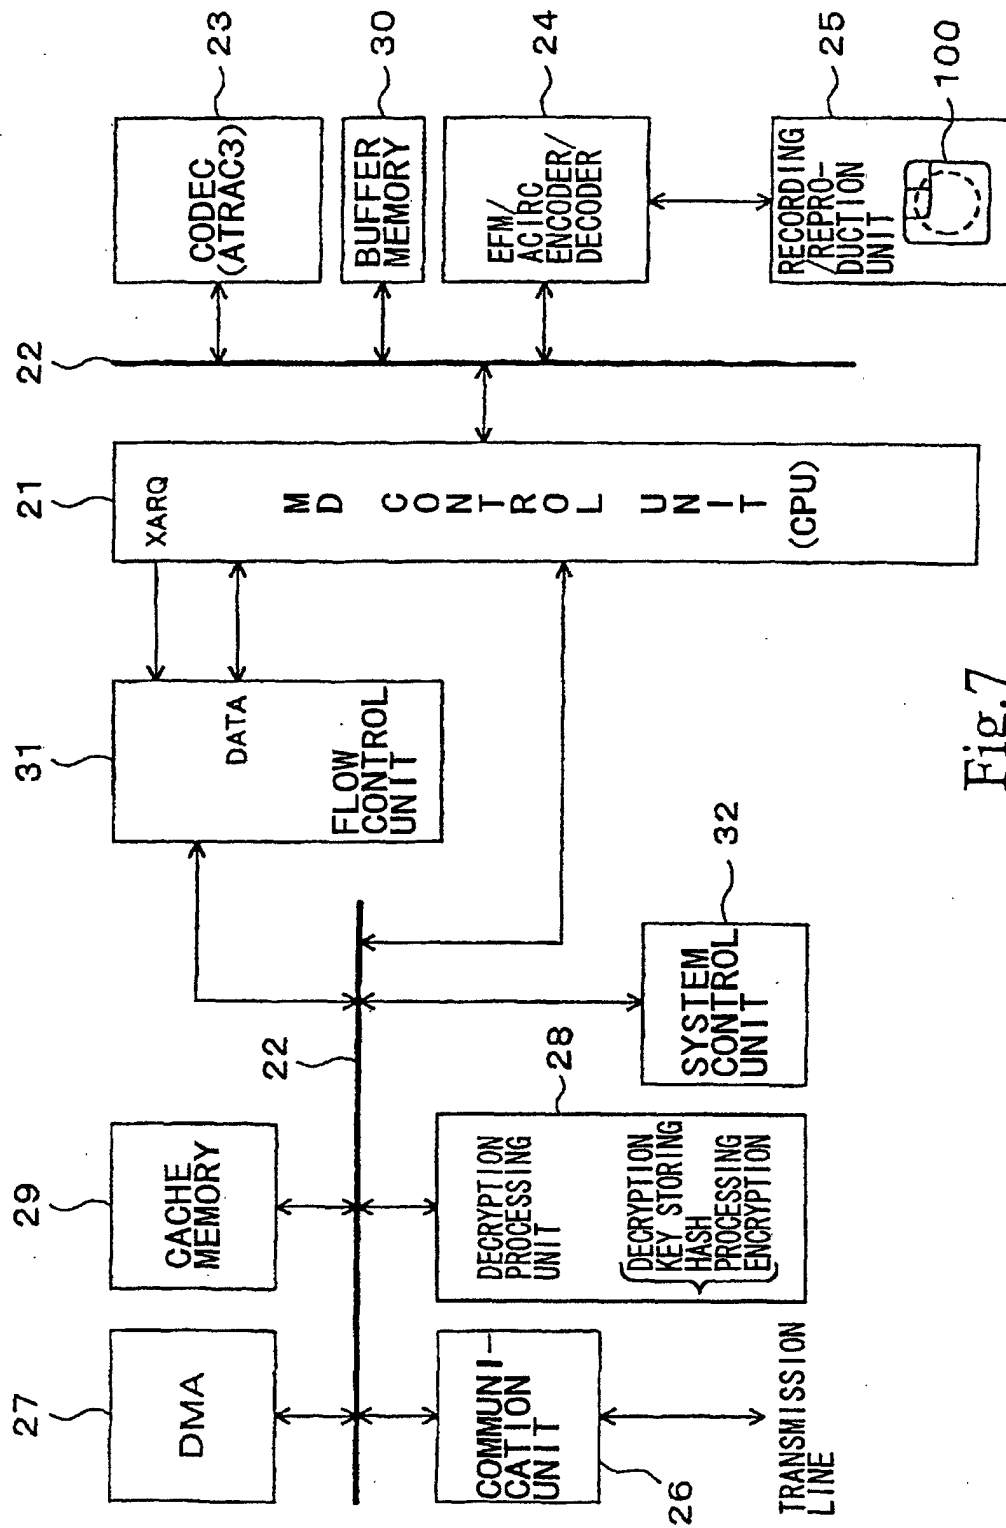 27
DMA
29
CACHE
MEMORY
31
DATA
FLOW
CONTROL
UNIT
21
XARQ
MD CONTROL UNIT
(CPU)
22
23
CODEC
(ATRAC3)
30
BUFFER
MEMORY
24
EFM/
ACIRC
ENCODER/
DECODER
25
RECORDING
/REPRO-
DUCTION
UNIT
100
22
COMMUNI-
CATION
UNIT
26
TRANSMISSION
LINE
28
DECRYPTION
PROCESSING
UNIT
DECRYPTION
KEY STORING
HASH
PROCESSING
ENCRYPTION
32
SYSTEM
CONTROL
UNIT
Fig.7